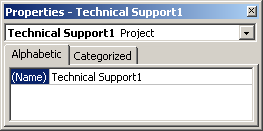 Properties - Technical Support1
Technical Support1 Project
Alphabetic Categorized
(Name) Technical Support1